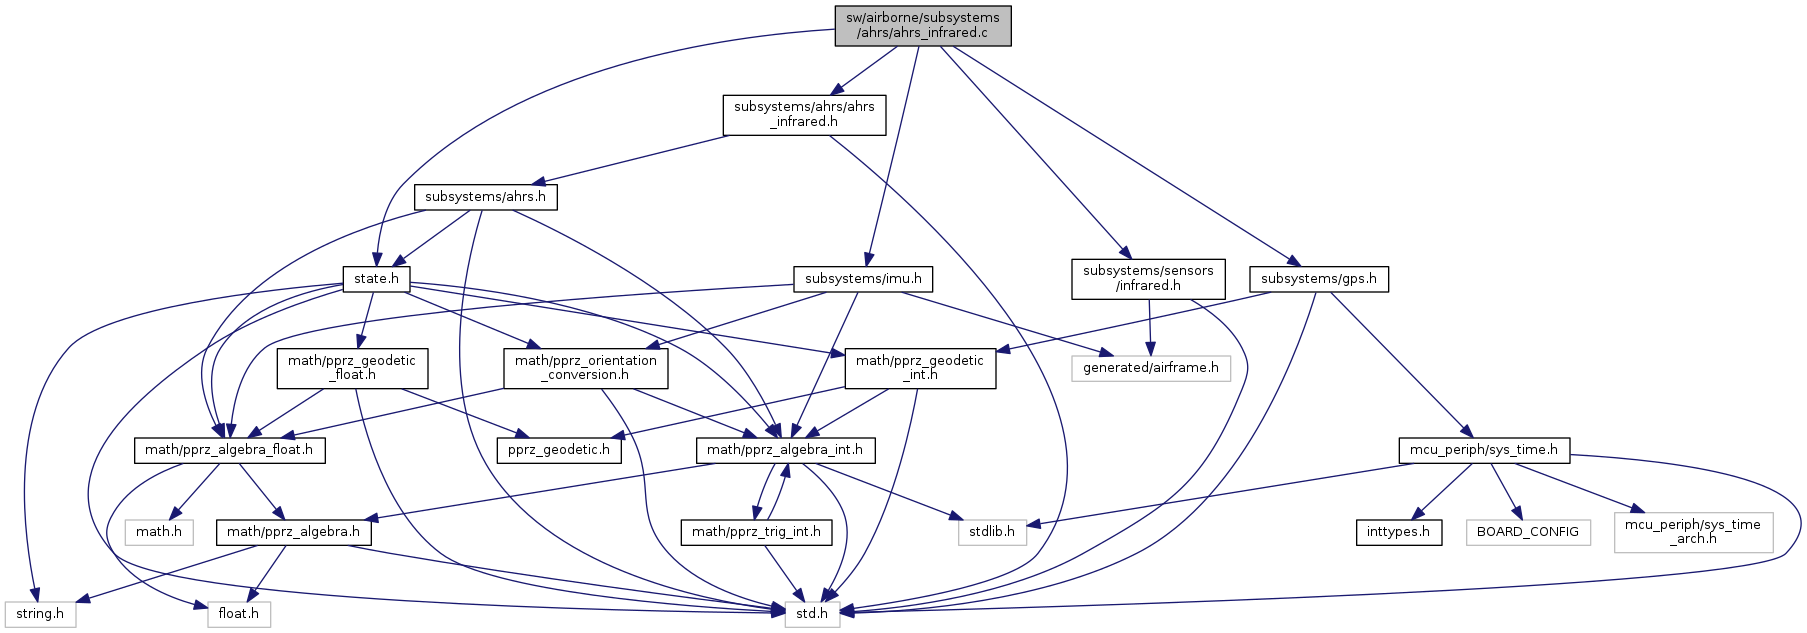 sw/airborne/subsystems
/ahrs/ahrs_infrared.c
subsystems/ahrs/ahrs
_infrared.h
subsystems/ahrs.h
state.h
subsystems/imu.h
subsystems/sensors
/infrared.h
subsystems/gps.h
math/pprz_geodetic
_float.h
math/pprz_orientation
_conversion.h
math/pprz_geodetic
_int.h
generated/airframe.h
math/pprz_algebra_float.h
pprz_geodetic.h
math/pprz_algebra_int.h
mcu_periph/sys_time.h
math.h
math/pprz_algebra.h
math/pprz_trig_int.h
stdlib.h
inttypes.h
BOARD_CONFIG
mcu_periph/sys_time
_arch.h
string.h
float.h
std.h